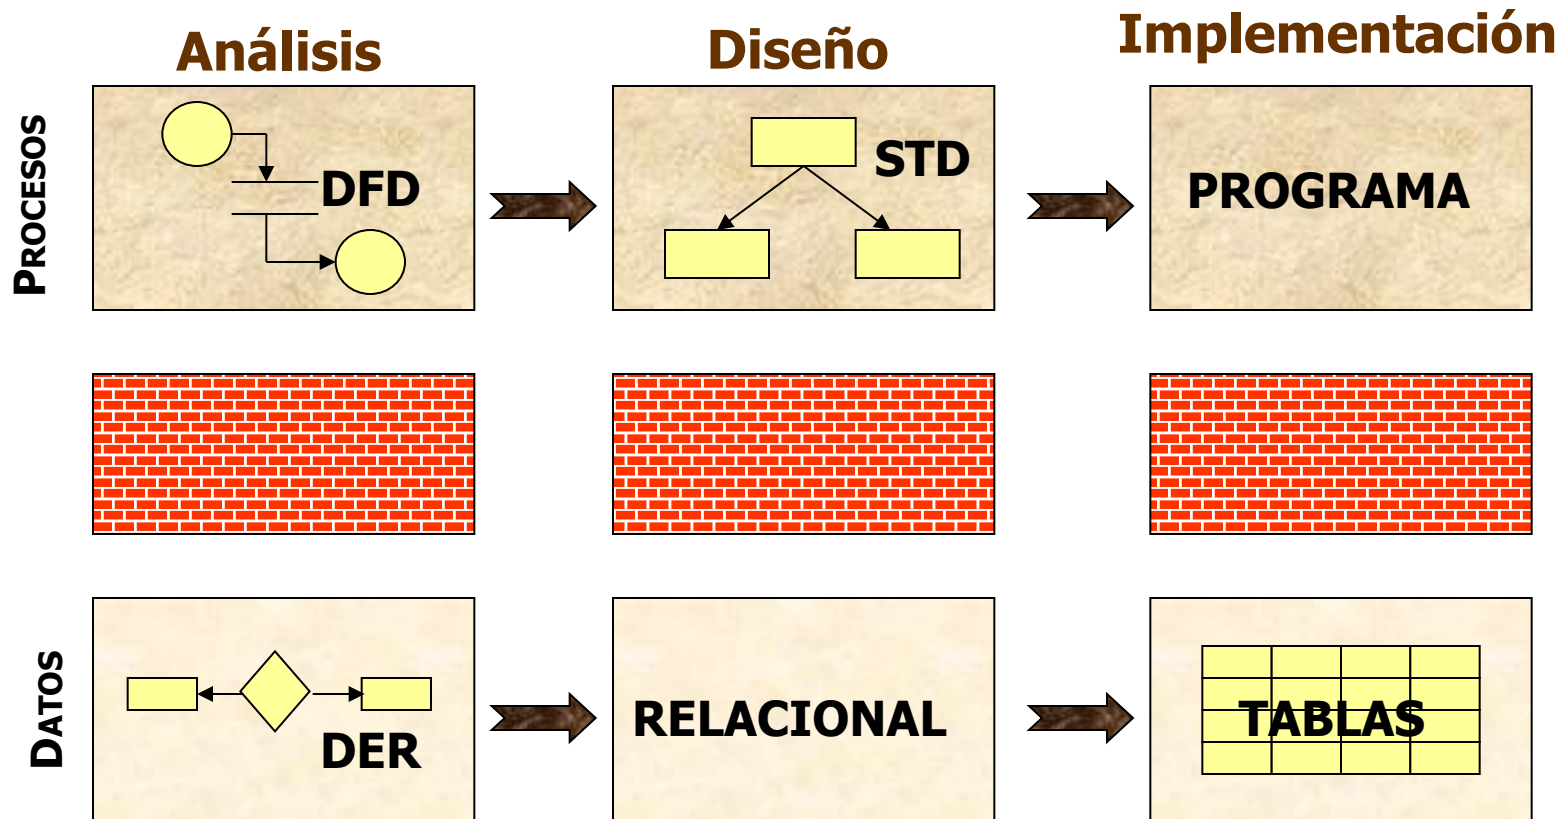 Análisis
Diseño
Implementación
PROCESOS
DFD
STD
PROGRAMA
DATOS
DER
RELACIONAL
TABLAS